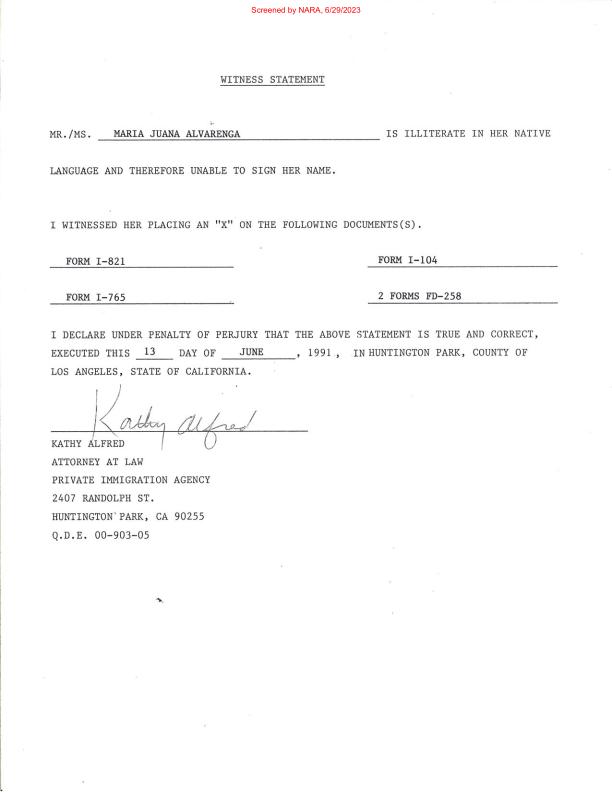 Screened by NARA, 6/29/2023
WITNESS STATEMENT
MR./MS. MARIA JUANA ALVARENGA IS ILLITERATE IN HER NATIVE
LANGUAGE AND THEREFORE UNABLE TO SIGN HER NAME.
I WITNESSED HER PLACING AN "X" ON THE FOLLOWING DOCUMENTS(S).
FORM I-821 FORM I-104
FORM I-765 2 FORMS FD-258
I DECLARE UNDER PENALTY OF PERJURY THAT THE ABOVE STATEMENT IS TRUE AND CORRECT,
EXECUTED THIS 13 DAY OF JUNE, 1991, IN HUNTINGTON PARK, COUNTY OF
LOS ANGELES, STATE OF CALIFORNIA.
Kathy Alfred
KATHY ALFRED
ATTORNEY AT LAW
PRIVATE IMMIGRATION AGENCY
2407 RANDOLPH ST.
HUNTINGTON PARK, CA 90255
Q.D.E. 00-903-05